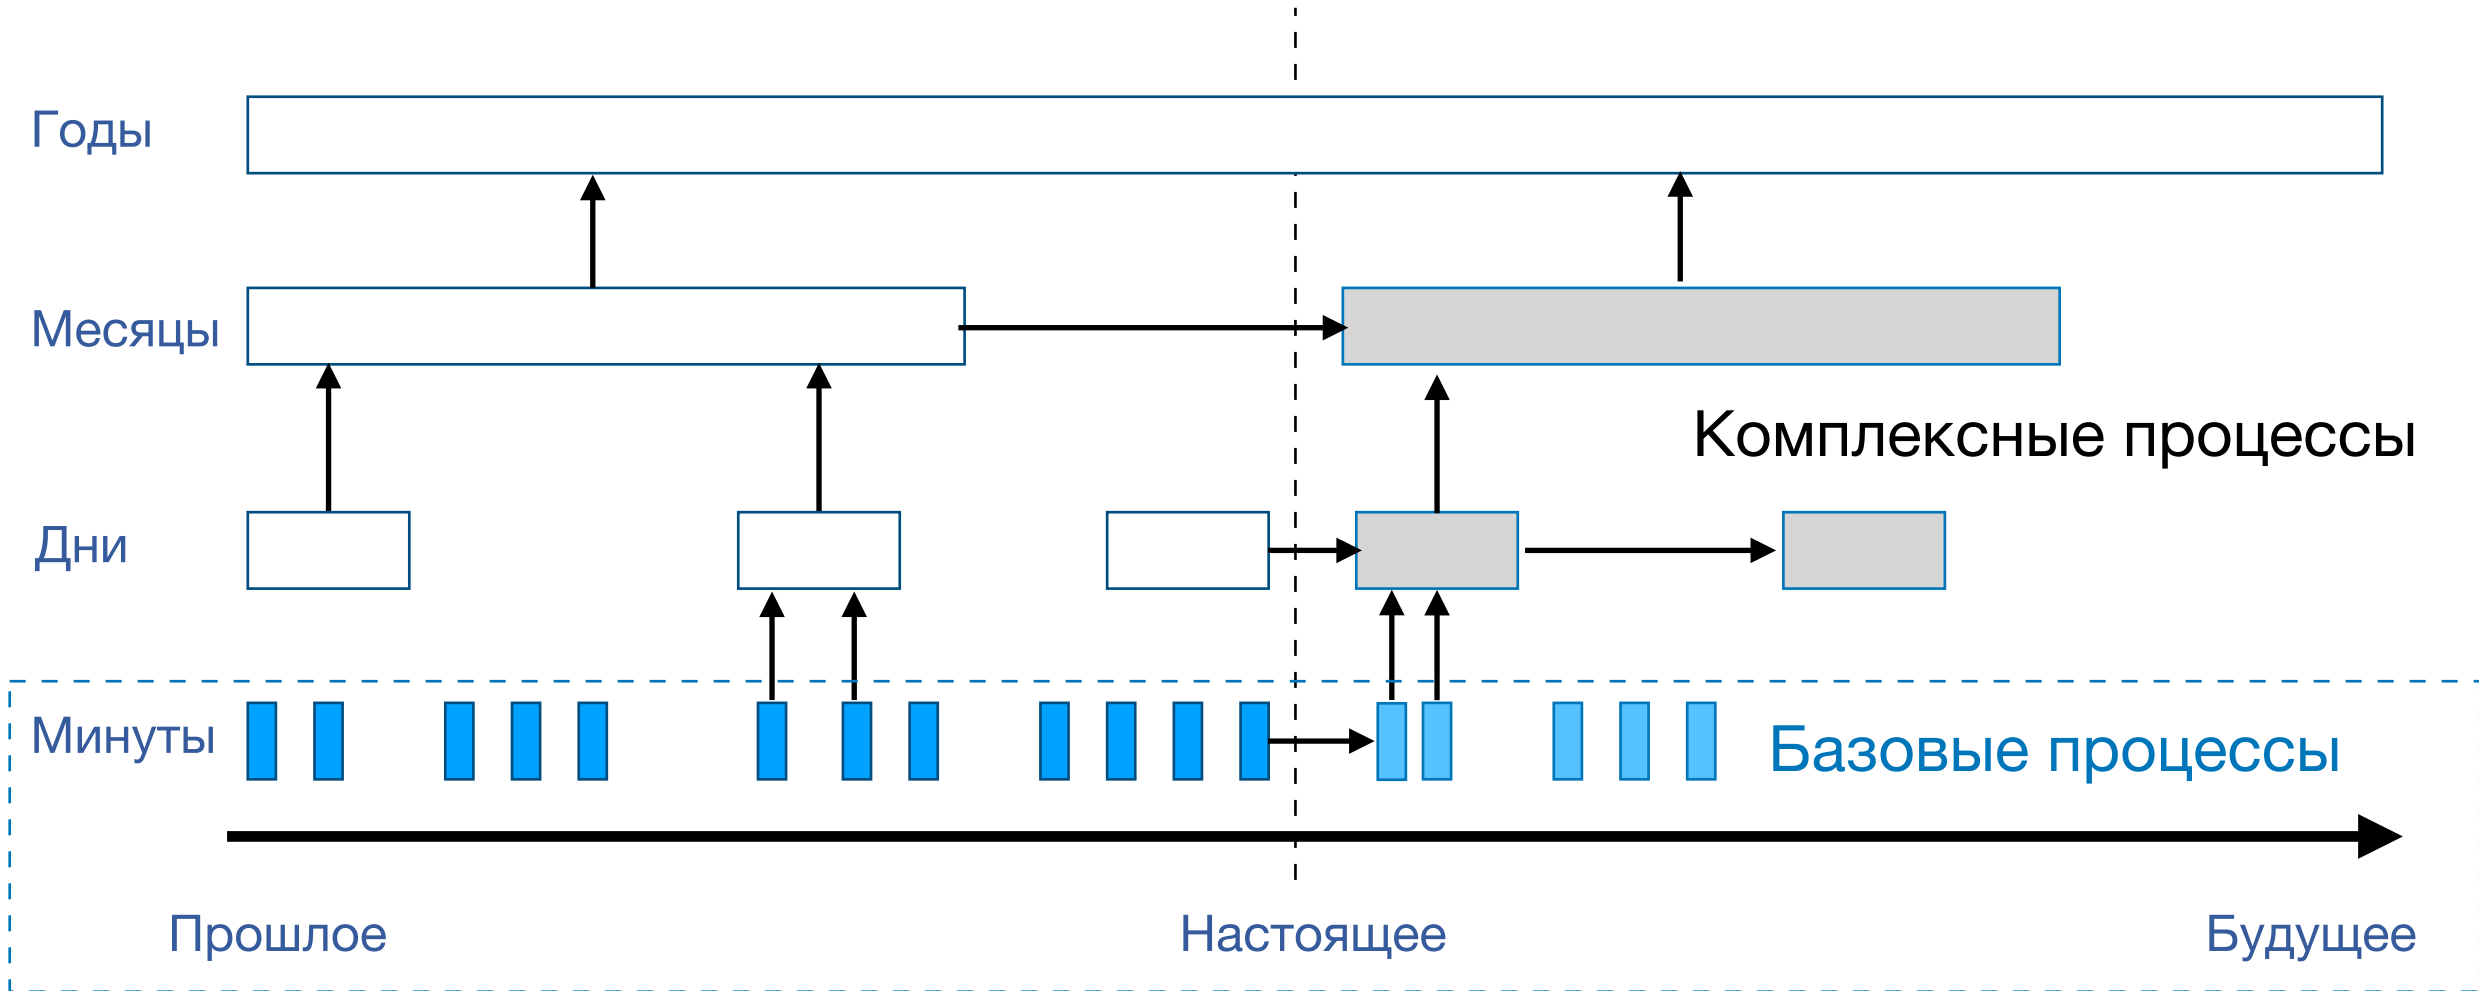 Годы
Месяцы
Комплексные процессы
Дни
Минуты
Базовые процессы
Прошлое
Настоящее
Будущее